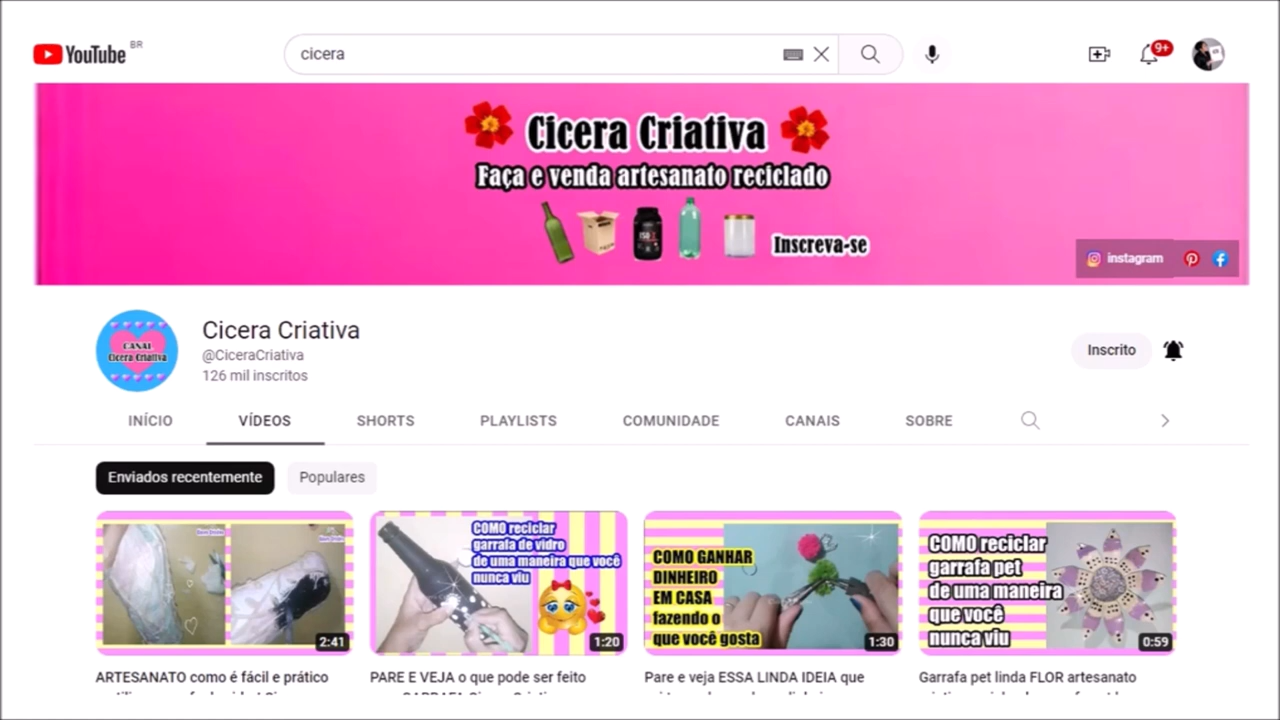 YouTube BR
cicera
9+
Cicera Criativa
Faça e venda artesanato reciclado
Inscreva-se
instagram
CANAL
Cicera Criativa
Cicera Criativa
@CiceraCriativa
126 mil inscritos
Inscrito
INÍCIO VÍDEOS SHORTS PLAYLISTS COMUNIDADE CANAIS SOBRE
Enviados recentemente Populares
2:41
COMO reciclar
garrafa de vidro
de uma maneira que você
nunca viu
1:20
COMO GANHAR
DINHEIRO
EM CASA
fazendo o
que você gosta
1:30
COMO reciclar
garrafa pet
de uma maneira
que você
nunca viu
0:59
ARTESANATO como é fácil e prático
PARE E VEJA o que pode ser feito
Pare e veja ESSA LINDA IDEIA que
Garrafa pet linda FLOR artesanato